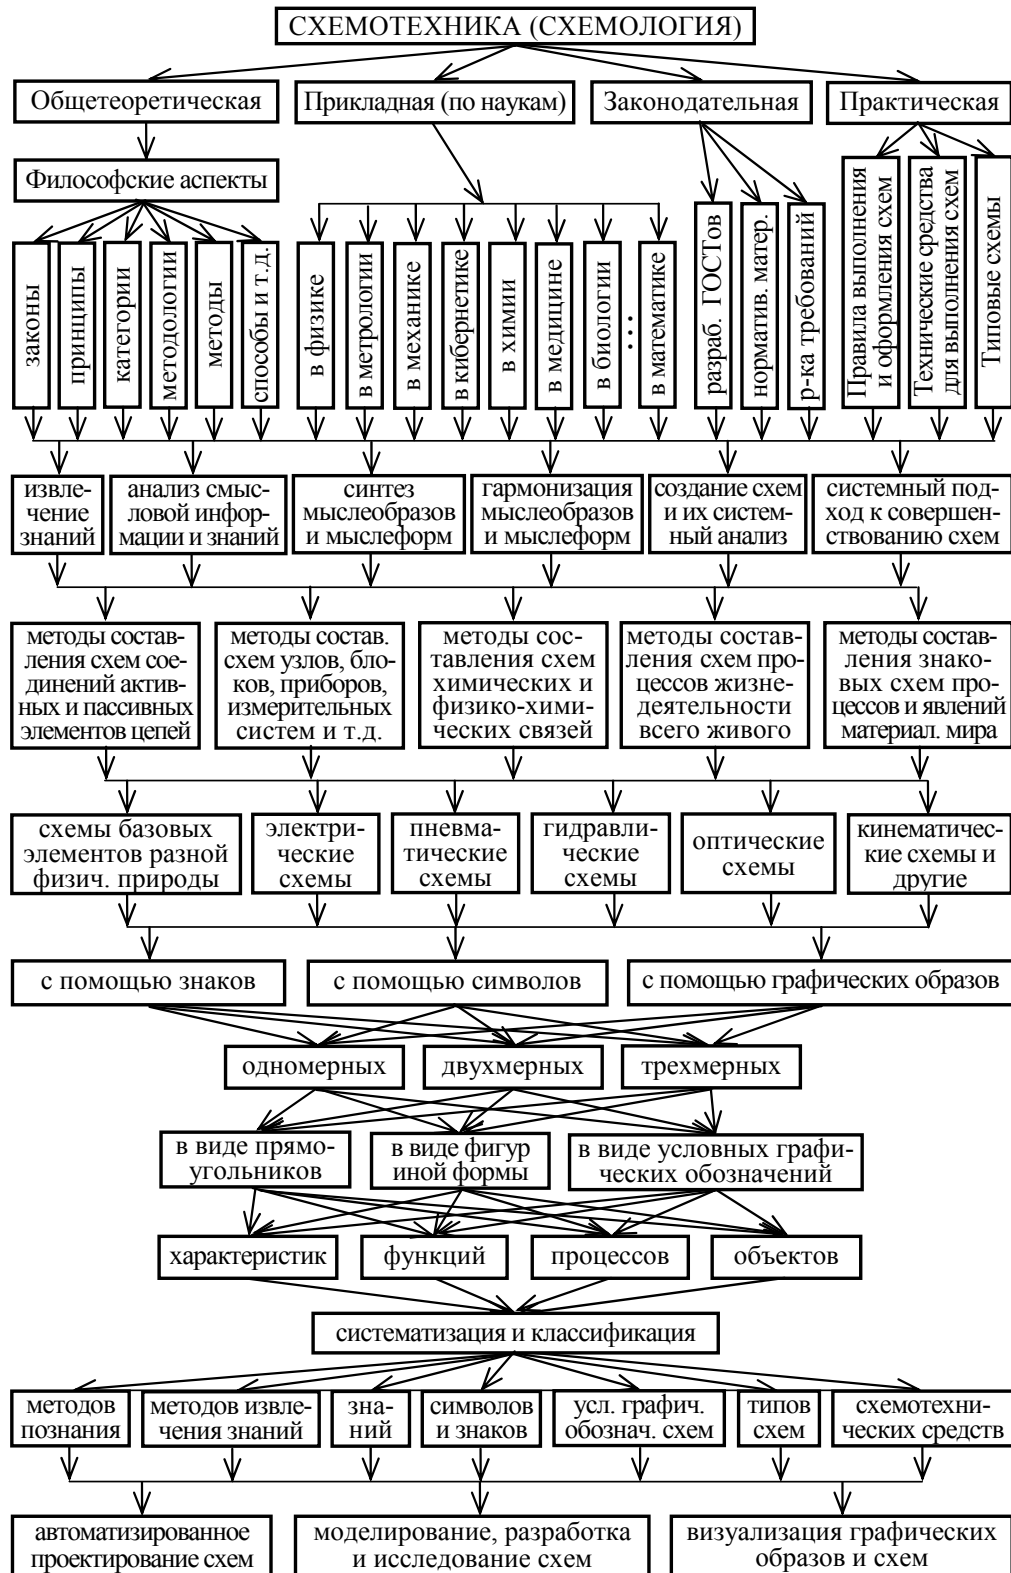 СХЕМОТЕХНИКА (СХЕМОЛОГИЯ)
Общетеоретическая
Прикладная (по наукам)
Законодательная
Практическая
Философские аспекты
законы
принципы
категории
методологии
методы
способы и т.д.
в физике
в метрологии
в механике
в кибернетике
в химии
в медицине
в биологии
...
в математике
разраб. ГОСТов
норматив. матер.
р-ка требований
Правила выполнения
и оформления схем
Технические средства
для выполнения схем
Типовые схемы
извле-
чение
знаний
анализ смыс-
ловой инфор-
мации и знаний
синтез
мыслеобразов
и мыслеформ
гармонизация
мыслеобразов
и мыслеформ
создание схем
и их систем-
ный анализ
системный под-
ход к совершен-
ствованию схем
методы состав-
ления схем сое-
динений актив-
ных и пассивных
элементов цепей
методы состав.
схем узлов, бло-
ков, приборов,
измерительных
систем и т.д.
методы сос-
тавления схем
химических и
физико-хими-
ческих связей
методы состав-
ления схем про-
цессов жизне-
деятельности
всего живого
методы состав-
ления знако-
вых схем про-
цессов и явлений
материал. мира
схемы базовых
элементов разной
физич. природы
электри-
ческие
схемы
пневма-
тические
схемы
гидравли-
ческие
схемы
оптические
схемы
кинематичес-
кие схемы и
другие
с помощью знаков
с помощью символов
с помощью графических образов
одномерных
двухмерных
трехмерных
в виде прямо-
угольников
в виде фигур
иной формы
в виде условных графи-
ческих обозначений
характеристик
функций
процессов
объектов
систематизация и классификация
методов
познания
методов извле-
чения знаний
зна-
ний
символов
и знаков
усл. графич.
обознач. схем
типов
схем
схемотехни-
ческих средств
автоматизированное
проектирование схем
моделирование, разработка
и исследование схем
визуализация графических
образов и схем